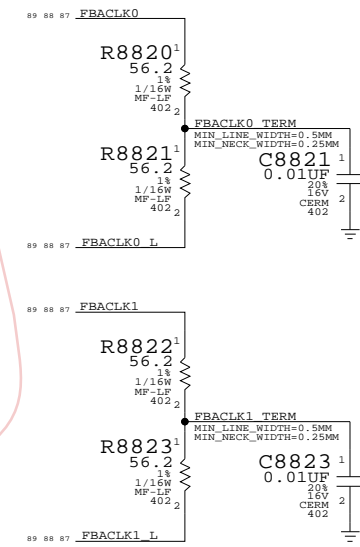 89 88 87 FBACLK0
R8820 1
56.2
1%
1/16W
MF-LF
402 2
FBACLK0_TERM
MIN_LINE_WIDTH=0.5MM
MIN_NECK_WIDTH=0.25MM
R8821 1
56.2
1%
1/16W
MF-LF
402 2
C8821 1
0.01UF
20%
16V 2
CERM
402
89 88 87 FBACLK0_L
89 88 87 FBACLK1
R8822 1
56.2
1%
1/16W
MF-LF
402 2
FBACLK1_TERM
MIN_LINE_WIDTH=0.5MM
MIN_NECK_WIDTH=0.25MM
R8823 1
56.2
1%
1/16W
MF-LF
402 2
C8823 1
0.01UF
20%
16V 2
CERM
402
89 88 87 FBACLK1_L